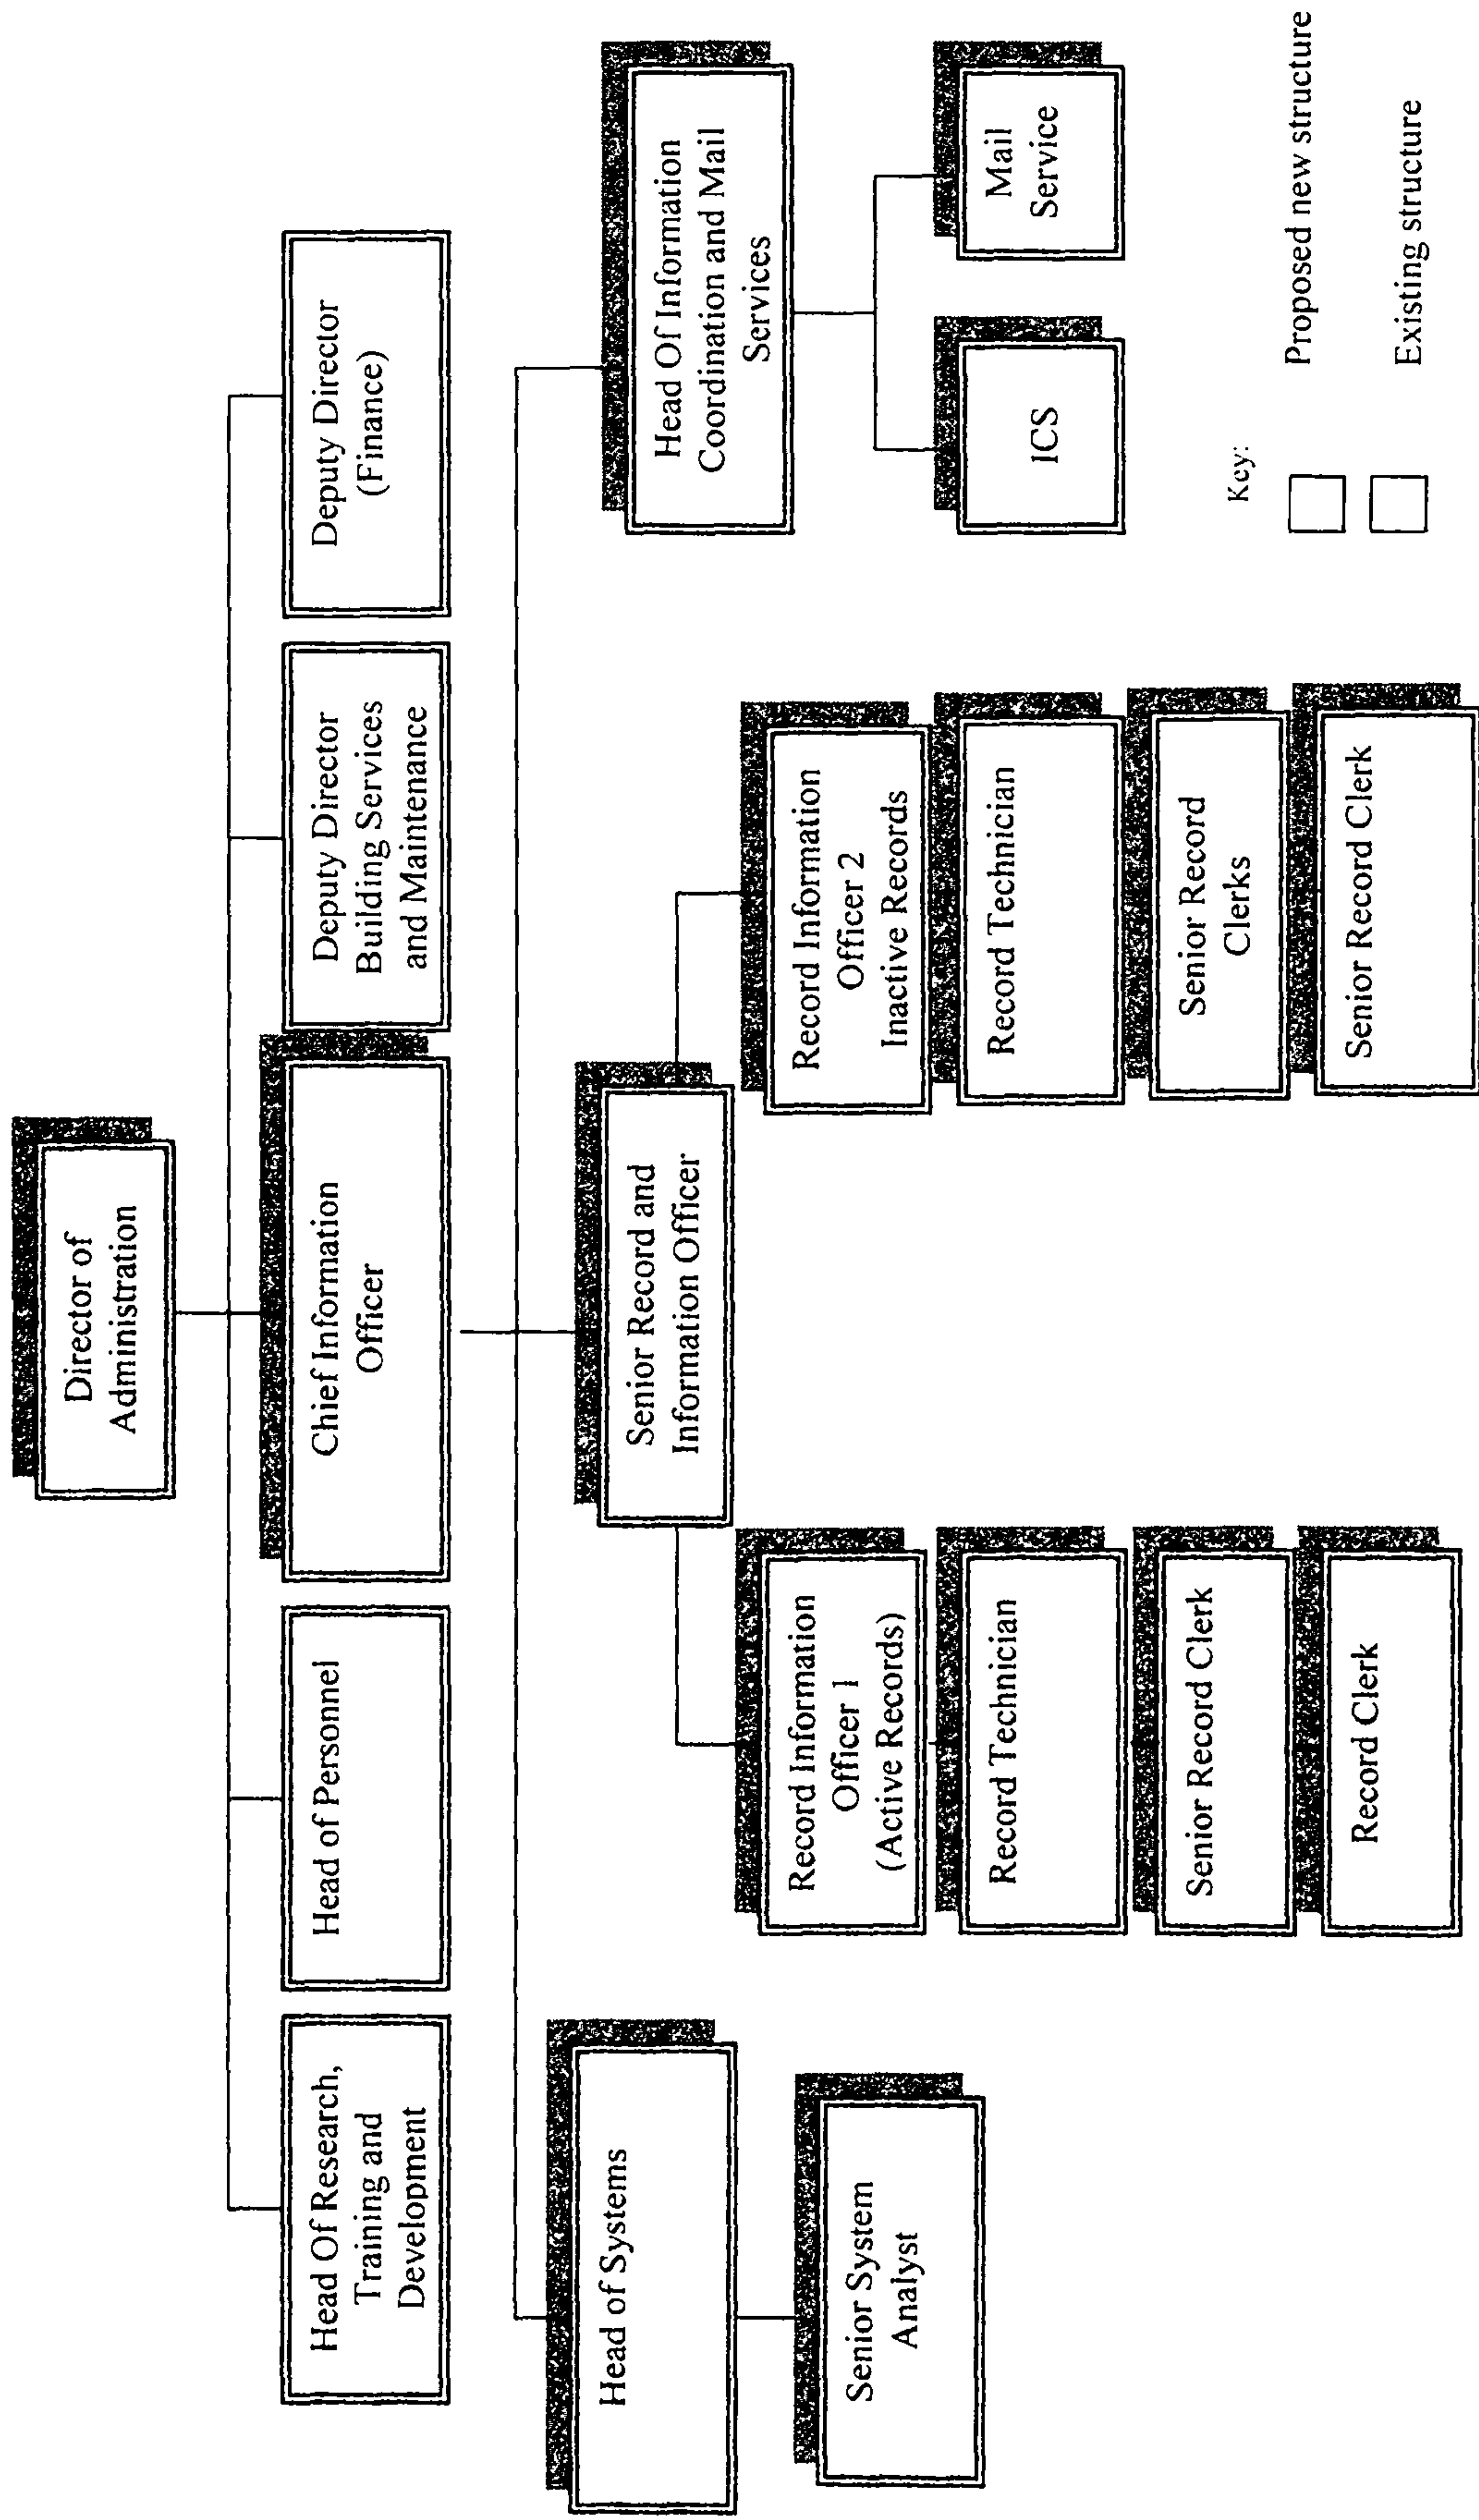 Director of
Administration
Head Of Research,
Training and
Development
Head of Personnel
Chief Information
Officer
Deputy Director
Building Services
and Maintenance
Deputy Director
(Finance)
Head of Systems
Senior System
Analyst
Senior Record and
Information Officer
Record Information
Officer 1
(Active Records)
Record Technician
Senior Record Clerk
Record Clerk
Record Information
Officer 2
Inactive Records
Record Technician
Senior Record
Clerks
Senior Record Clerk
Head Of Information
Coordination and Mail
Services
ICS
Mail
Service
Key:
Proposed new structure
Existing structure